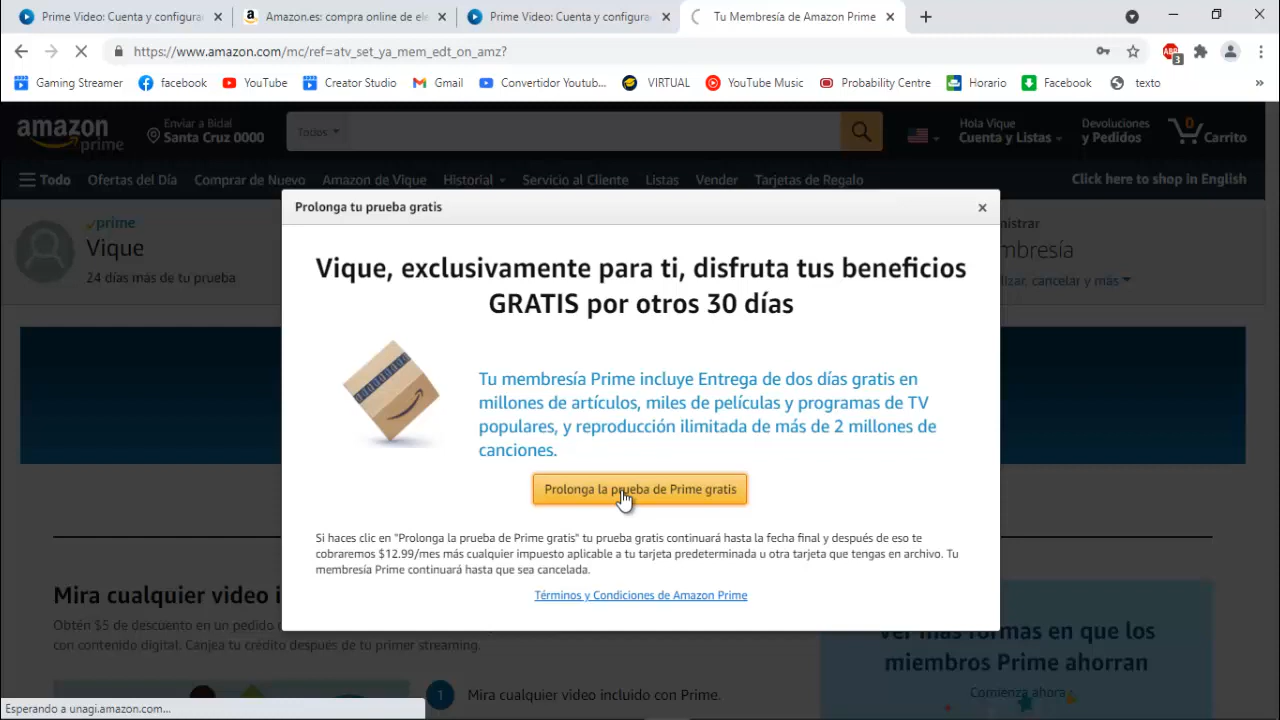 Prime Video: Cuenta y configura
Amazon.es: compra online de ele
Prime Video: Cuenta y configura
Tu Membresía de Amazon Prime
https://www.amazon.com/mc/ref=atv_set_ya_mem_edt_on_amz?
ABP
3
Gaming Streamer
facebook
YouTube
Creator Studio
Gmail
Convertidor Youtub...
VIRTUAL
YouTube Music
Probability Centre
Horario
Facebook
texto
»
amazon
prime
Enviar a Bidal
Santa Cruz 0000
Todos
Hola Vique
Cuenta y Listas
Devoluciones
y Pedidos
0
Carrito
Todo
Ofertas del Día
Comprar de Nuevo
Amazon de Vique
Historial
Servicio al Cliente
Listas
Vender
Tarjetas de Regalo
Click here to shop in English
prime
Vique
24 días más de tu prueba
nistrar
mbresía
lizar, cancelar y más
Prolonga tu prueba gratis
Vique, exclusivamente para ti, disfruta tus beneficios
GRATIS por otros 30 días
Tu membresía Prime incluye Entrega de dos días gratis en
millones de artículos, miles de películas y programas de TV
populares, y reproducción ilimitada de más de 2 millones de
canciones.
Prolonga la prueba de Prime gratis
Si haces clic en "Prolonga la prueba de Prime gratis" tu prueba gratis continuará hasta la fecha final y después de eso te
cobraremos $12.99/mes más cualquier impuesto aplicable a tu tarjeta predeterminada u otra tarjeta que tengas en archivo. Tu
membresía Prime continuará hasta que sea cancelada.
Términos y Condiciones de Amazon Prime
Mira cualquier video i
Obtén $5 de descuento en un pedido
con contenido digital. Canjea tu crédito después de tu primer streaming.
1
Mira cualquier video incluido con Prime.
Ver más formas en que los
miembros Prime ahorran
Comienza ahora
Esperando a unagi.amazon.com...